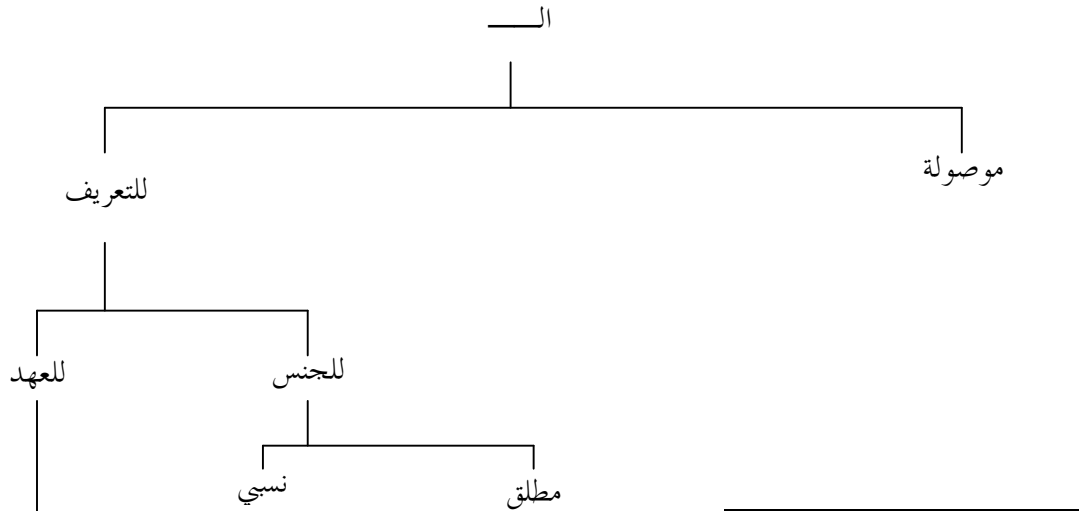 الـــــ
موصولة
للتعريف
للجنس
للعهد
مطلق
نسبي